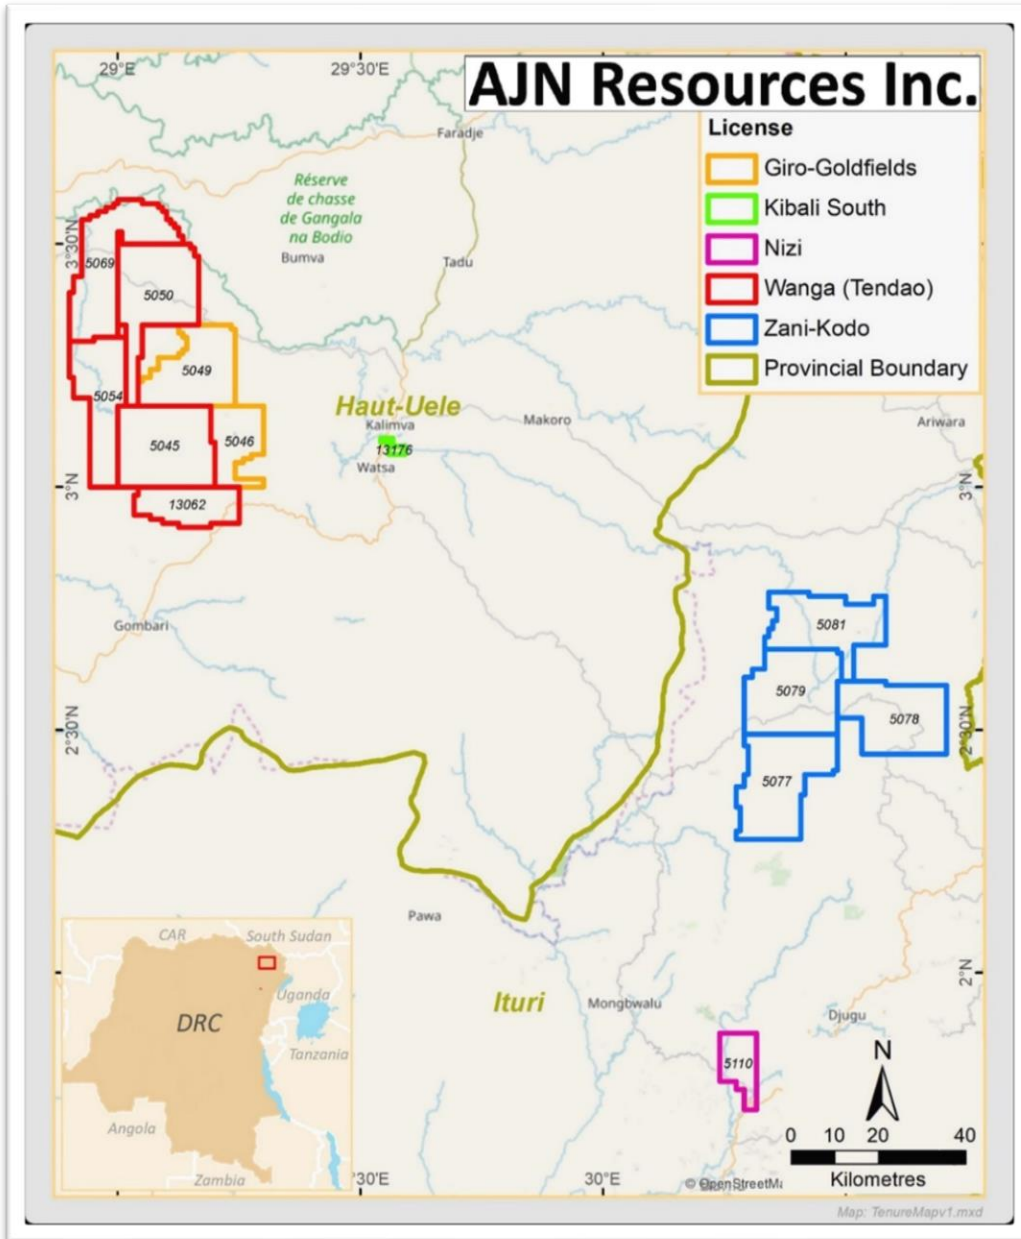 29°E
29°30'E
AJN Resources Inc.
License
Giro-Goldfields
Kibali South
Nizi
Wanga (Tendao)
Zani-Kodo
Provincial Boundary
Faradje
Réserve
de chasse
de Gangala
na Bodio
Bumva
Tadu
3°30'N
5069
5050
5049
5054
Haut-Uele
Kalimva
13176
Watsa
Makoro
Ariwara
5045
5046
3°N
3°N
13062
Gombari
5081
5079
5078
2°30'N
2°30'N
5077
Pawa
Ituri
Mongbwalu
2°N
Djugu
5110
CAR
South Sudan
DRC
Uganda
Tanzania
Angola
Zambia
N
0 10 20 40
Kilometres
°30'E
30°E
© OpenStreetMa
Map: TenureMapv1.mxd